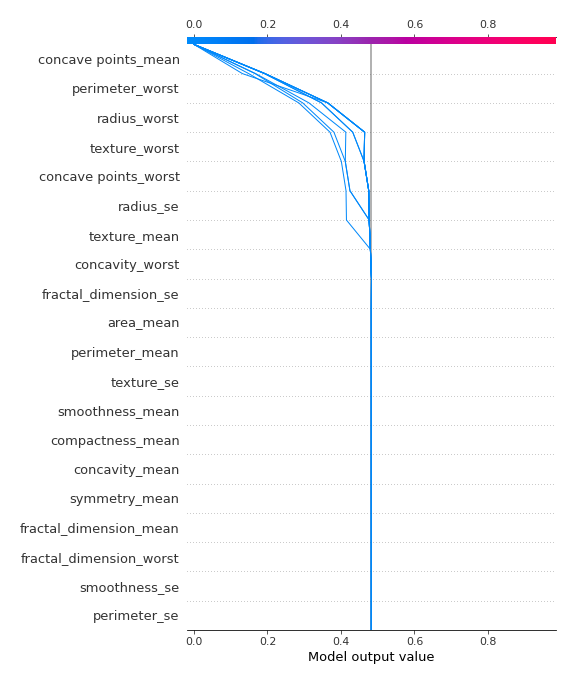 0.0 0.2 0.4 0.6 0.8
concave points_mean
perimeter_worst
radius_worst
texture_worst
concave points_worst
radius_se
texture_mean
concavity_worst
fractal_dimension_se
area_mean
perimeter_mean
texture_se
smoothness_mean
compactness_mean
concavity_mean
symmetry_mean
fractal_dimension_mean
fractal_dimension_worst
smoothness_se
perimeter_se
0.0 0.2 0.4 0.6 0.8
Model output value